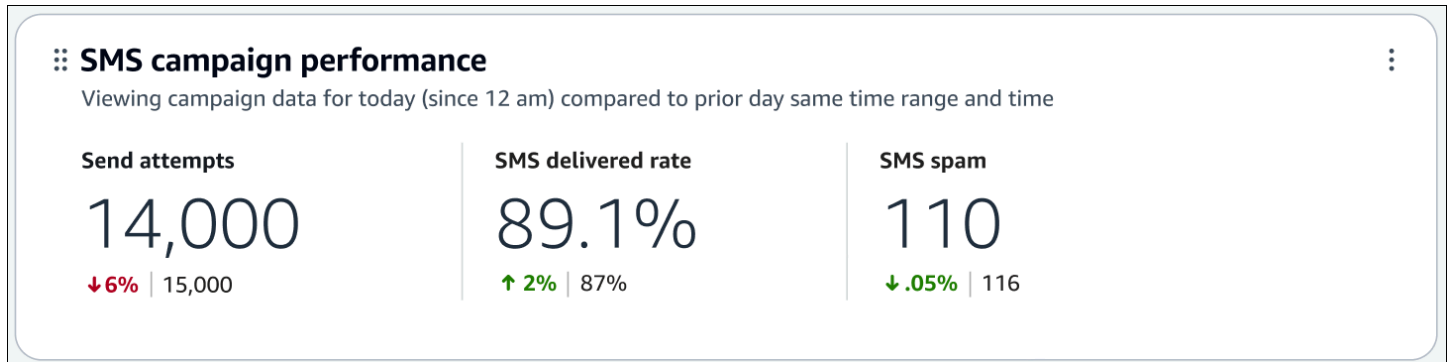 SMS campaign performance
Viewing campaign data for today (since 12 am) compared to prior day same time range and time
Send attempts
14,000
↓6% | 15,000
SMS delivered rate
89.1%
↑ 2% | 87%
SMS spam
110
↓ .05% | 116